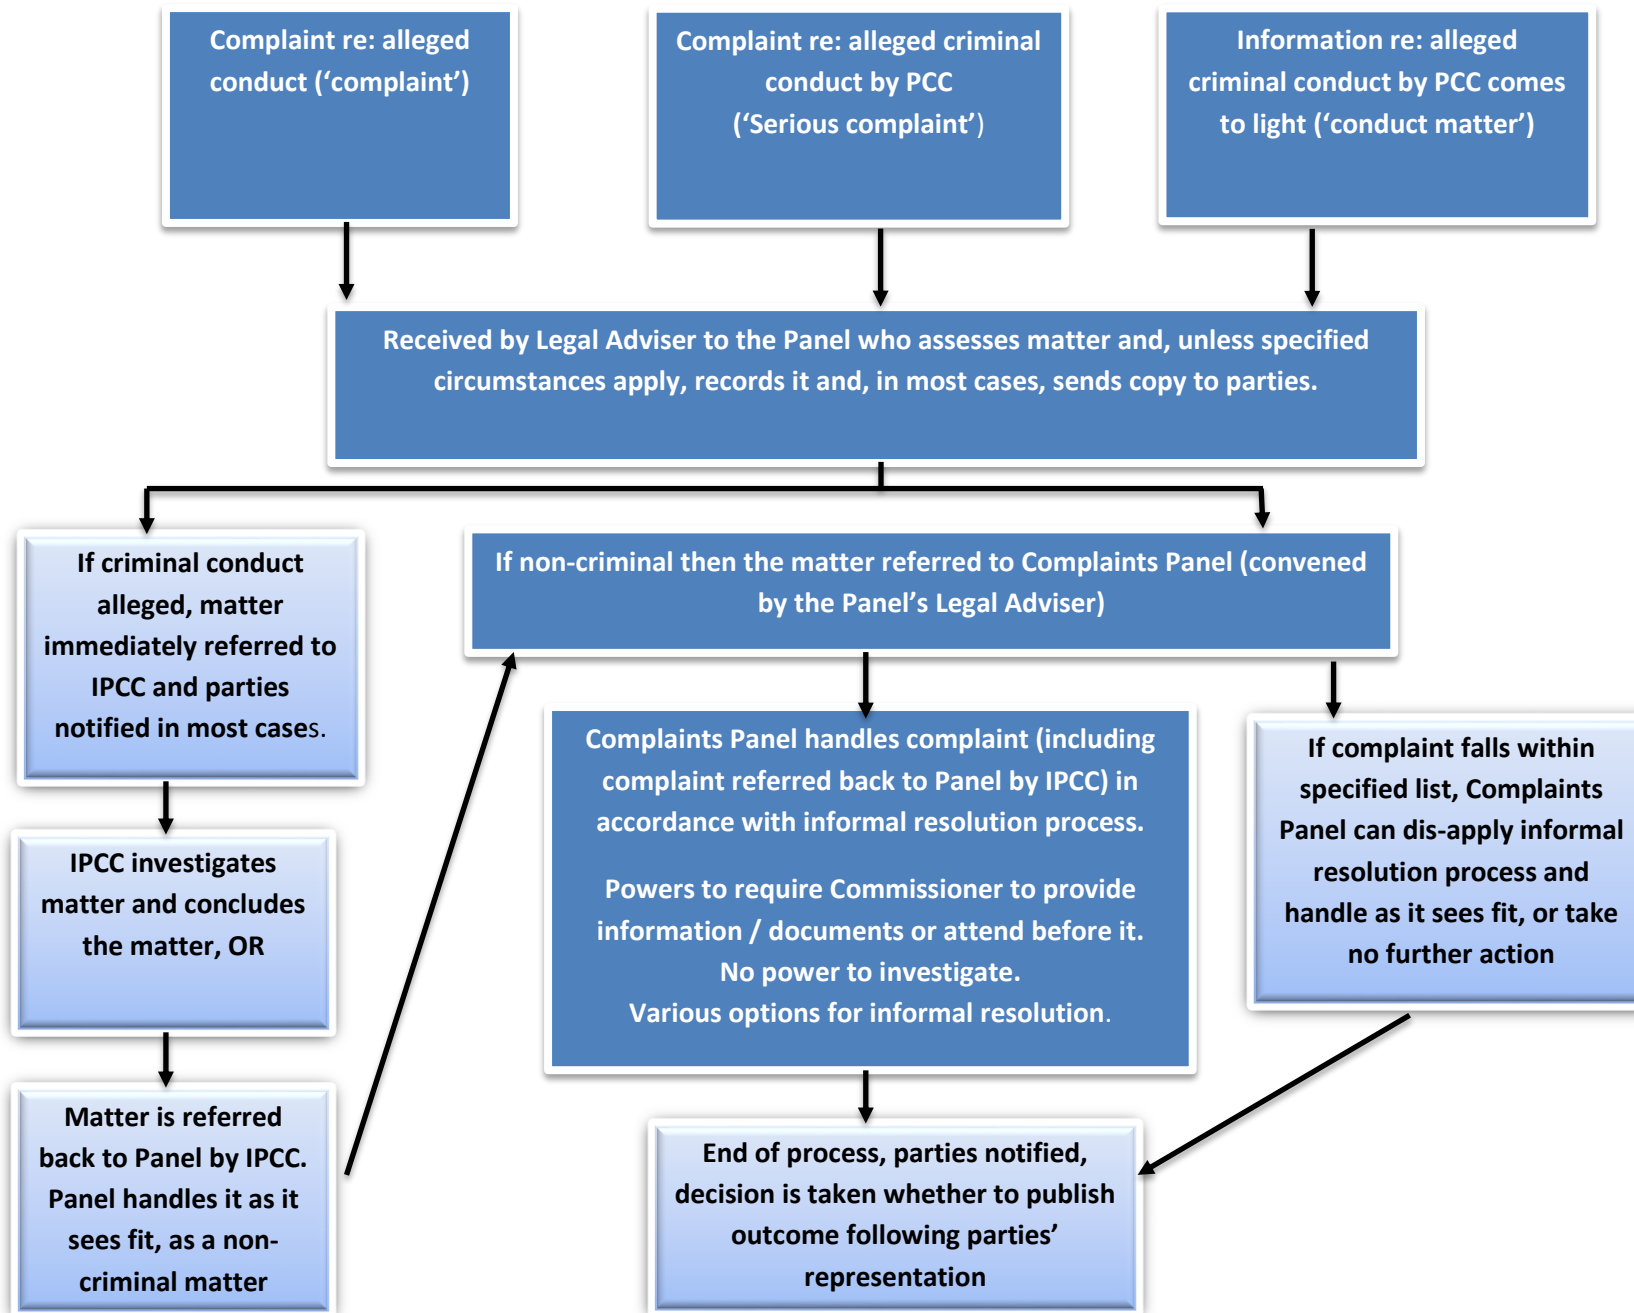 Complaint re: alleged
conduct (‘complaint’)
Complaint re: alleged criminal
conduct by PCC
(‘Serious complaint’)
Information re: alleged
criminal conduct by PCC comes
to light (‘conduct matter’)
Received by Legal Adviser to the Panel who assesses matter and, unless specified
circumstances apply, records it and, in most cases, sends copy to parties.
If criminal conduct
alleged, matter
immediately referred to
IPCC and parties
notified in most cases.
If non-criminal then the matter referred to Complaints Panel (convened
by the Panel’s Legal Adviser)
IPCC investigates
matter and concludes
the matter, OR
Matter is referred
back to Panel by IPCC.
Panel handles it as it
sees fit, as a non-
criminal matter
Complaints Panel handles complaint (including
complaint referred back to Panel by IPCC) in
accordance with informal resolution process.
Powers to require Commissioner to provide
information / documents or attend before it.
No power to investigate.
Various options for informal resolution.
If complaint falls within
specified list, Complaints
Panel can dis-apply informal
resolution process and
handle as it sees fit, or take
no further action
End of process, parties notified,
decision is taken whether to publish
outcome following parties’
representation